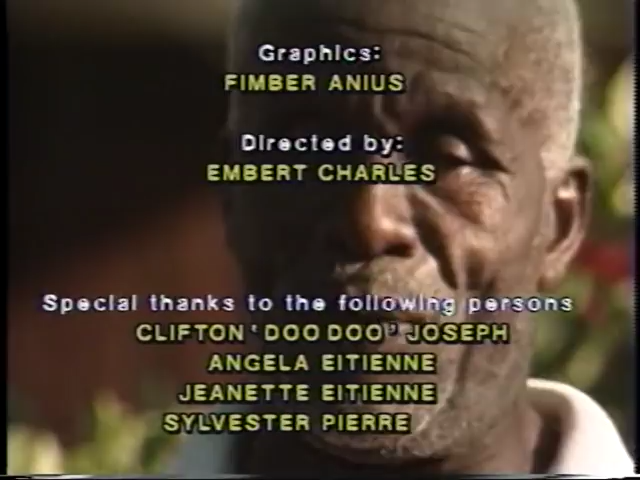 Graphics:
FIMBER ANIUS
Directed by:
EMBERT CHARLES
Special thanks to the following persons
CLIFTON 'DOO DOO' JOSEPH
ANGELA EITIENNE
JEANETTE EITIENNE
SYLVESTER PIERRE